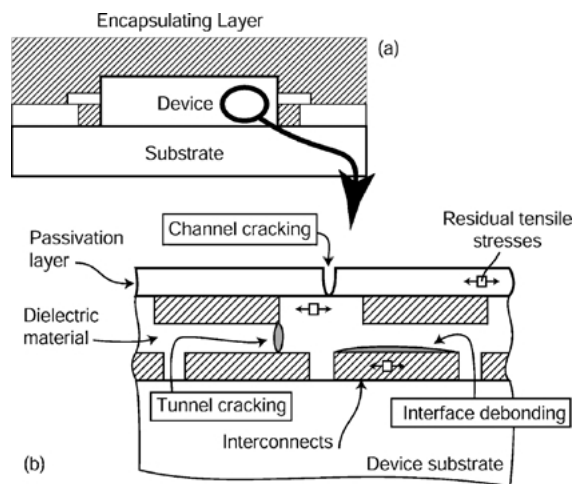 Encapsulating Layer
(a)
Device
Substrate
Channel cracking
Residual tensile
stresses
Passivation
layer
Dielectric
material
Tunnel cracking
Interface debonding
Interconnects
(b)
Device substrate